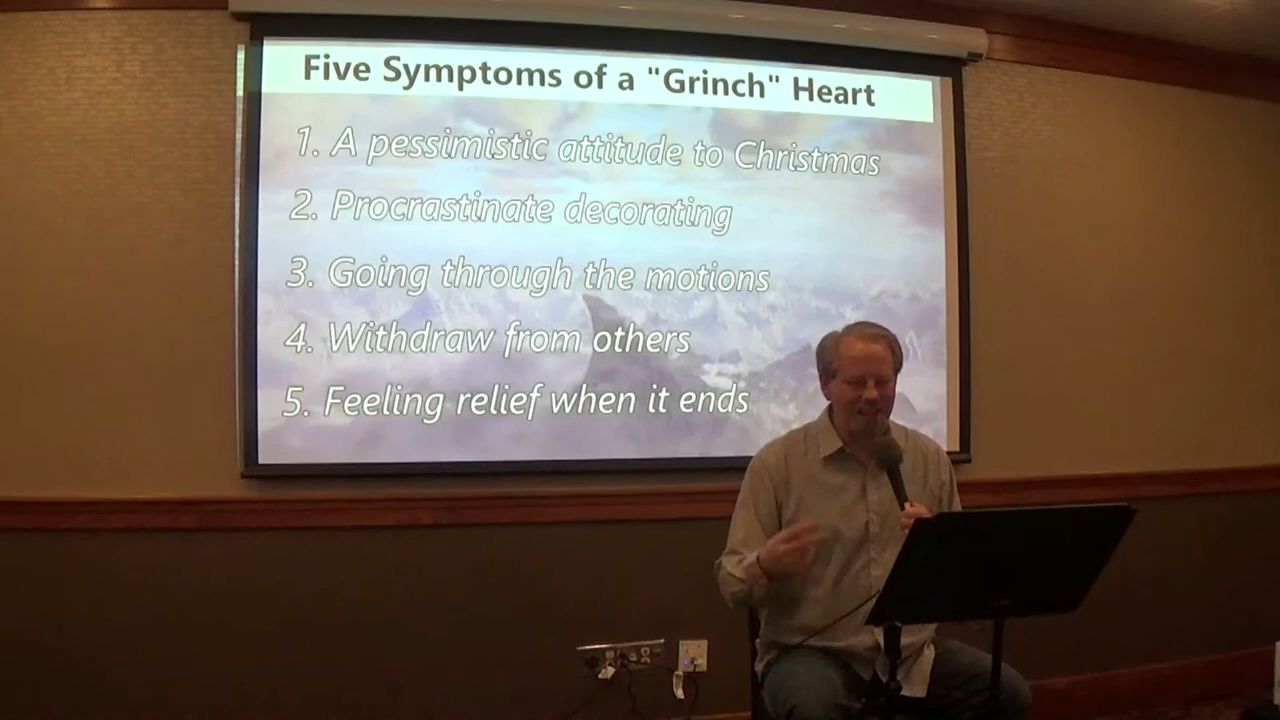 Five Symptoms of a "Grinch" Heart
1. A pessimistic attitude to Christmas
2. Procrastinate decorating
3. Going through the motions
4. Withdraw from others
5. Feeling relief when it ends